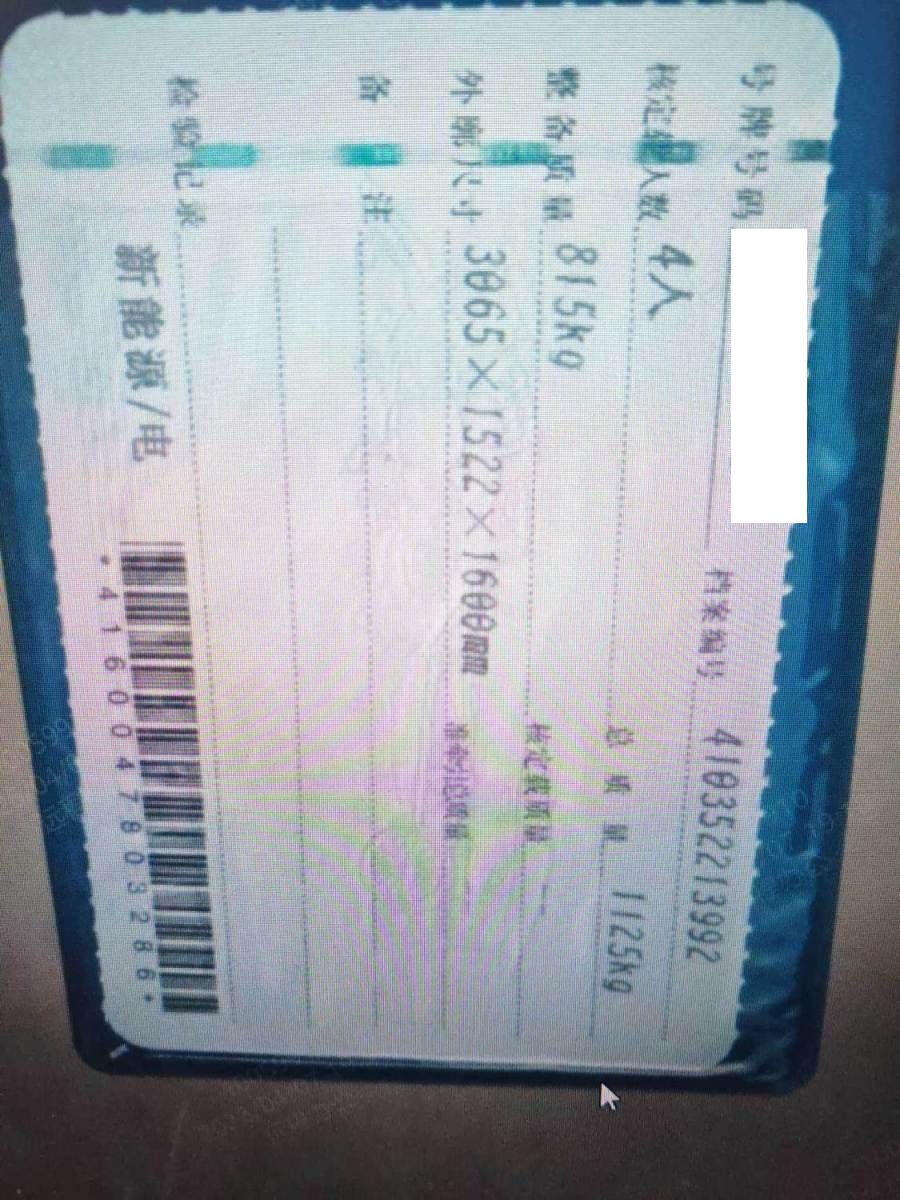 号牌号码 档案编号 410352213992
核定载人数 4人 总质量 1125kg
整备质量 815kg 核定载质量
外廓尺寸 3065×1522×1600mm 准牵引总质量
备注
检验记录
新能源/电
*4160047803286*